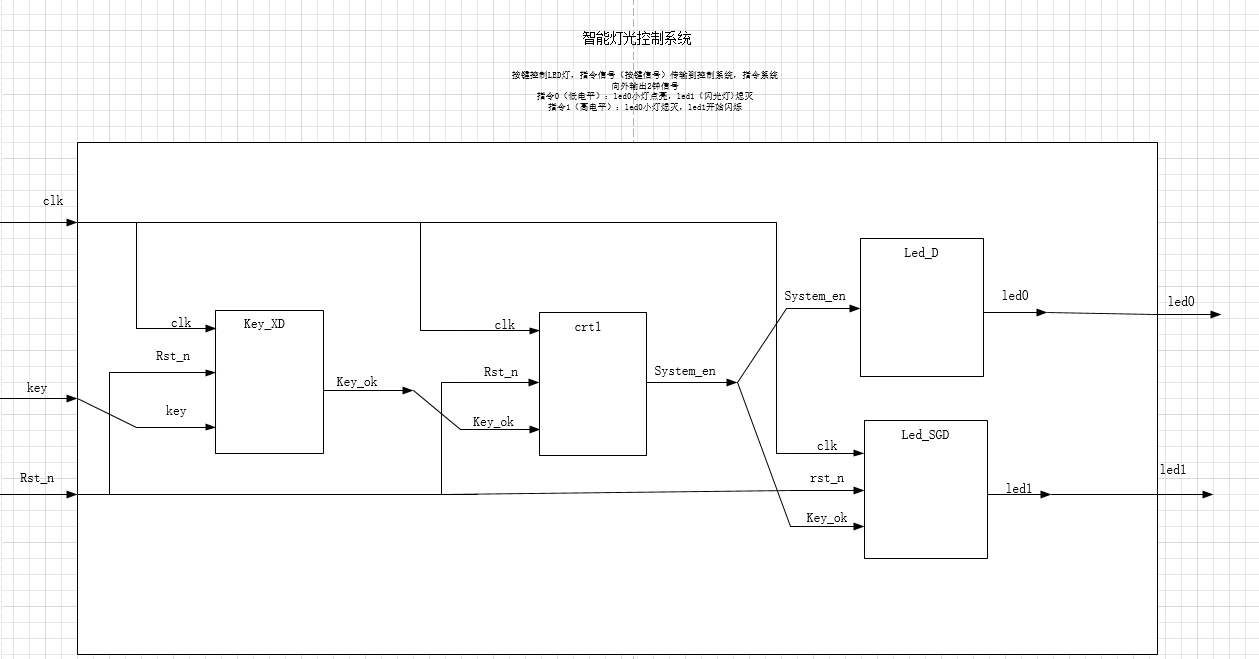 智能灯光控制系统
按键控制LED灯，指令信号（按键信号）传输到控制系统，指令系统
向外输出2种信号
指令0（低电平）：led0小灯点亮，led1（闪光灯)熄灭
指令1（高电平）：led0小灯熄灭，led1开始闪烁
clk
Led_D
System_en
led0
led0
clk
Key_XD
clk
crt1
Rst_n
Key_ok
Rst_n
System_en
key
key
Key_ok
Led_SGD
clk
Rst_n
rst_n
led1
led1
Key_ok